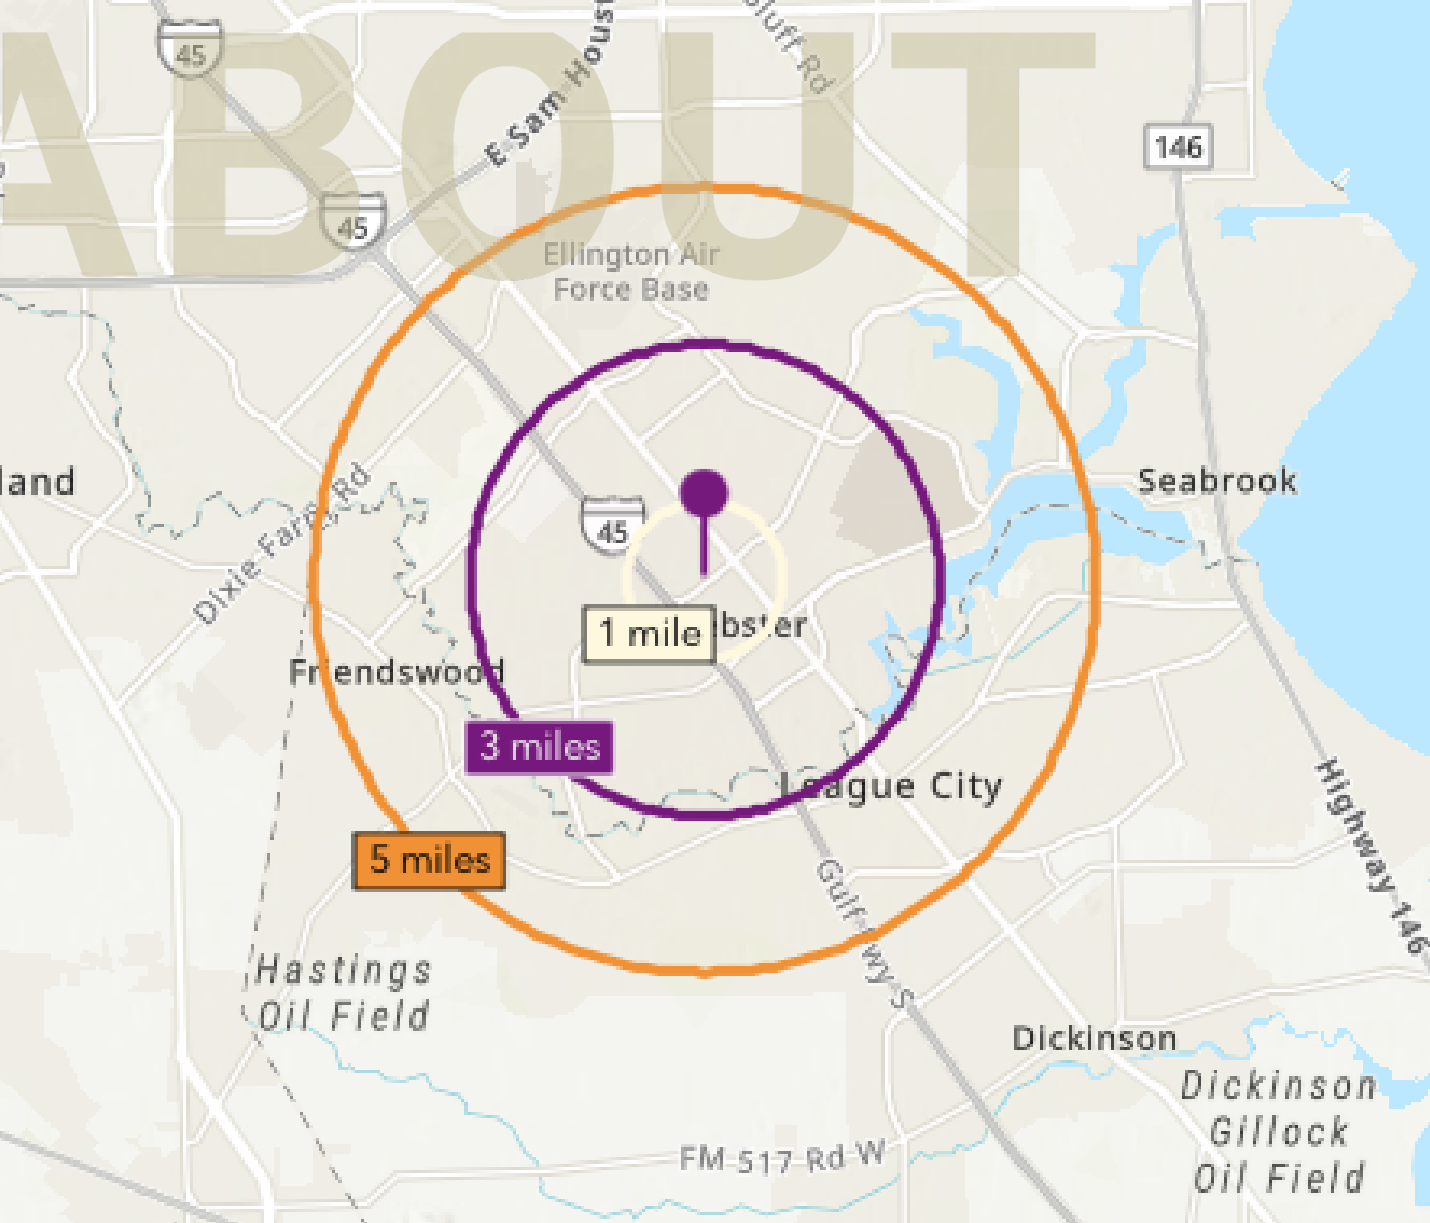 ABOUT
45
E Sam Houst
Bluff Rd
146
45
Ellington Air
Force Base
land
Seabrook
Dixie Farm Rd
45
1 mile
bster
Friendswood
3 miles
League City
5 miles
Highway 146
Gulf Fwy S
Hastings
Oil Field
Dickinson
Dickinson
Gillock
Oil Field
FM 517 Rd W